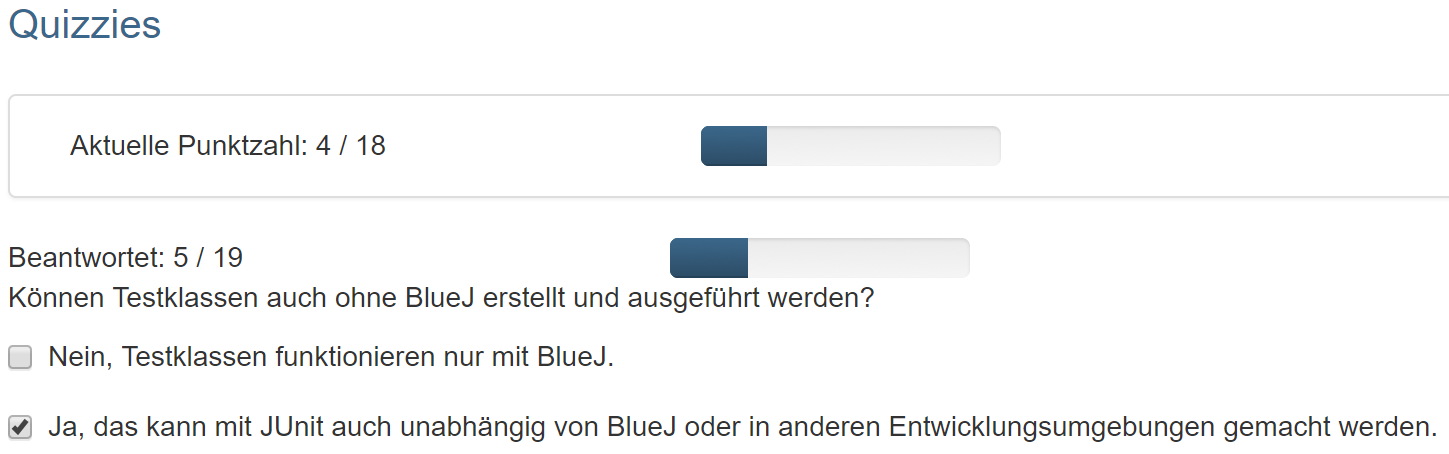 Quizzies
Aktuelle Punktzahl: 4 / 18
Beantwortet: 5 / 19
Können Testklassen auch ohne BlueJ erstellt und ausgeführt werden?
Nein, Testklassen funktionieren nur mit BlueJ.
Ja, das kann mit JUnit auch unabhängig von BlueJ oder in anderen Entwicklungsumgebungen gemacht werden.